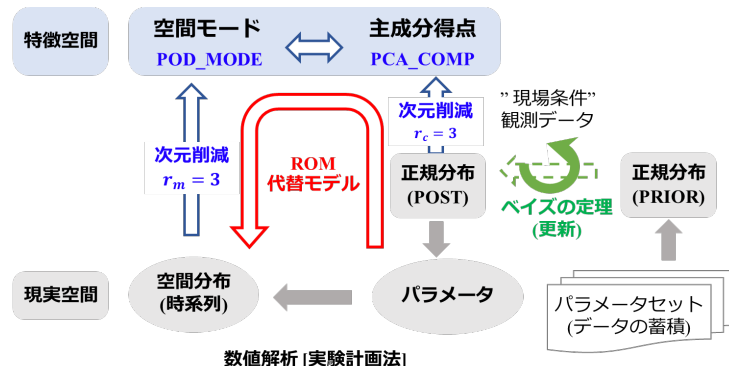 特徴空間
空間モード
POD_MODE
主成分得点
PCA_COMP
次元削減
r_m = 3
ROM
代替モデル
次元削減
r_c = 3
” 現場条件”
観測データ
正規分布
(POST)
ベイズの定理
(更新)
正規分布
(PRIOR)
現実空間
空間分布
(時系列)
パラメータ
パラメータセット
(データの蓄積)
数値解析 [実験計画法]